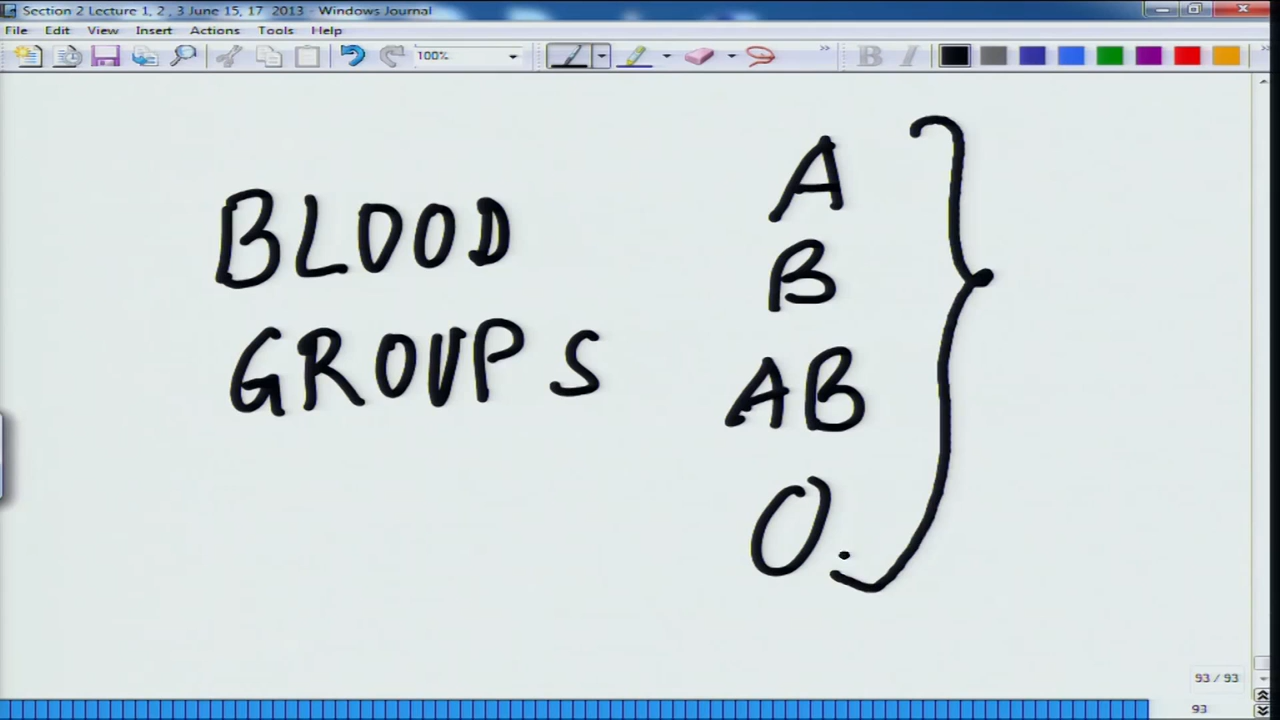 Section 2 Lecture 1, 2 , 3 June 15, 17 2013 - Windows Journal
File Edit View Insert Actions Tools Help
100%
B I
BLOOD
GROUPS
A
B
AB
O
93 / 93
93